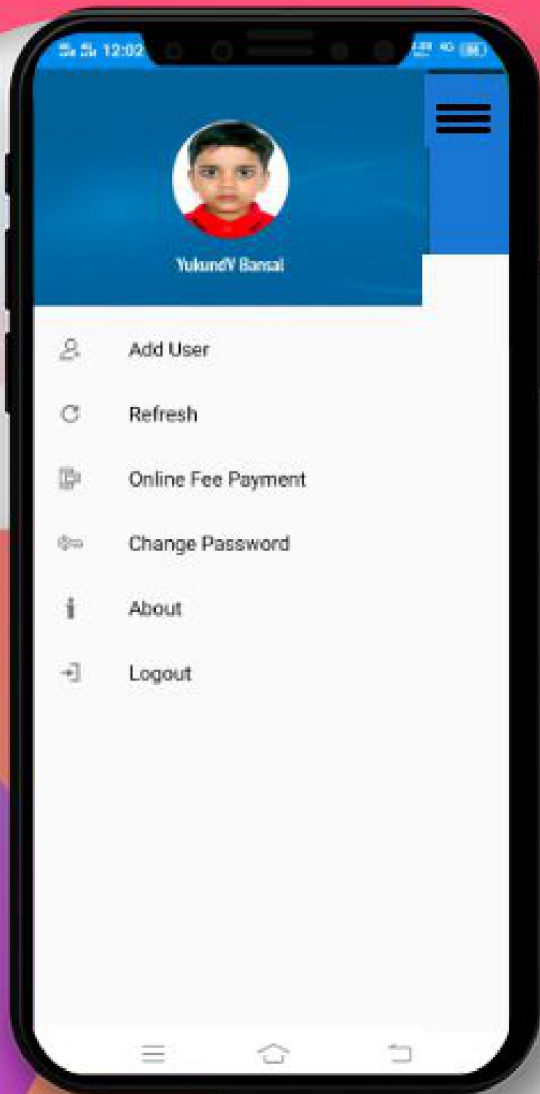 12:02
YukundV Bansal
Add User
Refresh
Online Fee Payment
Change Password
About
Logout